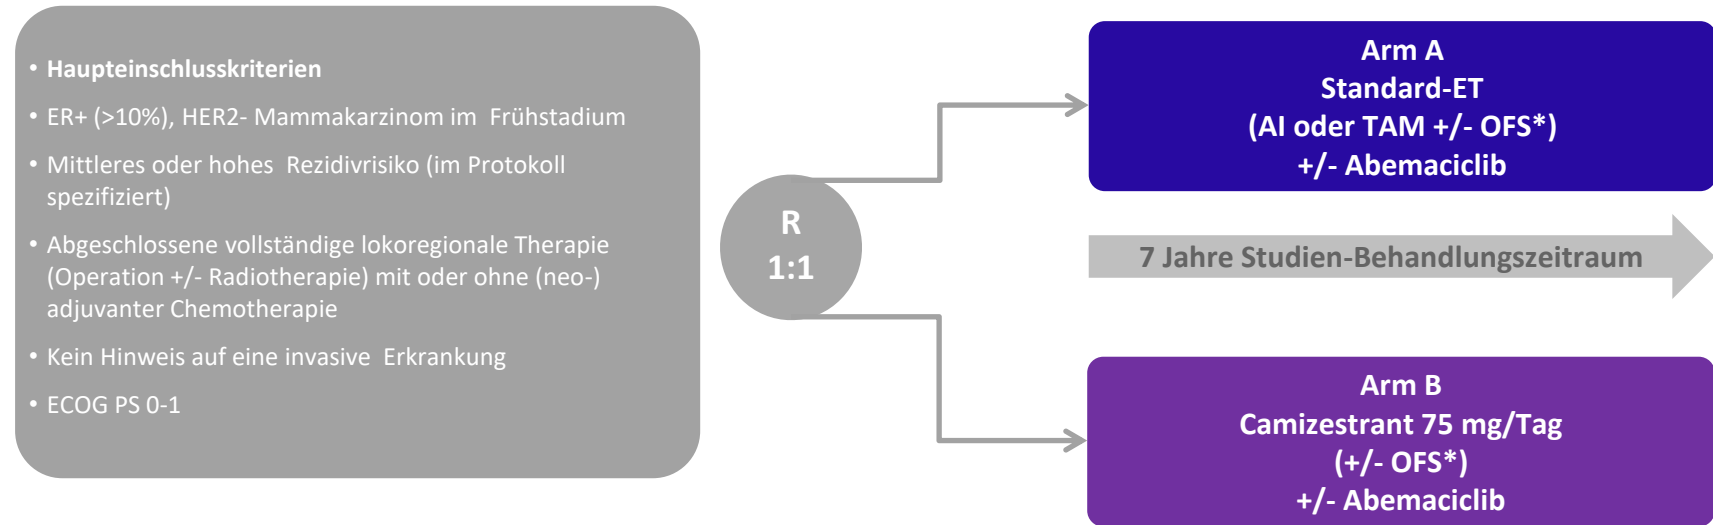 • Haupteinschlusskriterien
• ER+ (>10%), HER2- Mammakarzinom im Frühstadium
• Mittleres oder hohes Rezidivrisiko (im Protokoll
spezifiziert)
• Abgeschlossene vollständige lokoregionale Therapie
(Operation +/- Radiotherapie) mit oder ohne (neo-)
adjuvanter Chemotherapie
• Kein Hinweis auf eine invasive Erkrankung
• ECOG PS 0-1
R
1:1
Arm A
Standard-ET
(AI oder TAM +/- OFS*)
+/- Abemaciclib
7 Jahre Studien-Behandlungszeitraum
Arm B
Camizestrant 75 mg/Tag
(+/- OFS*)
+/- Abemaciclib